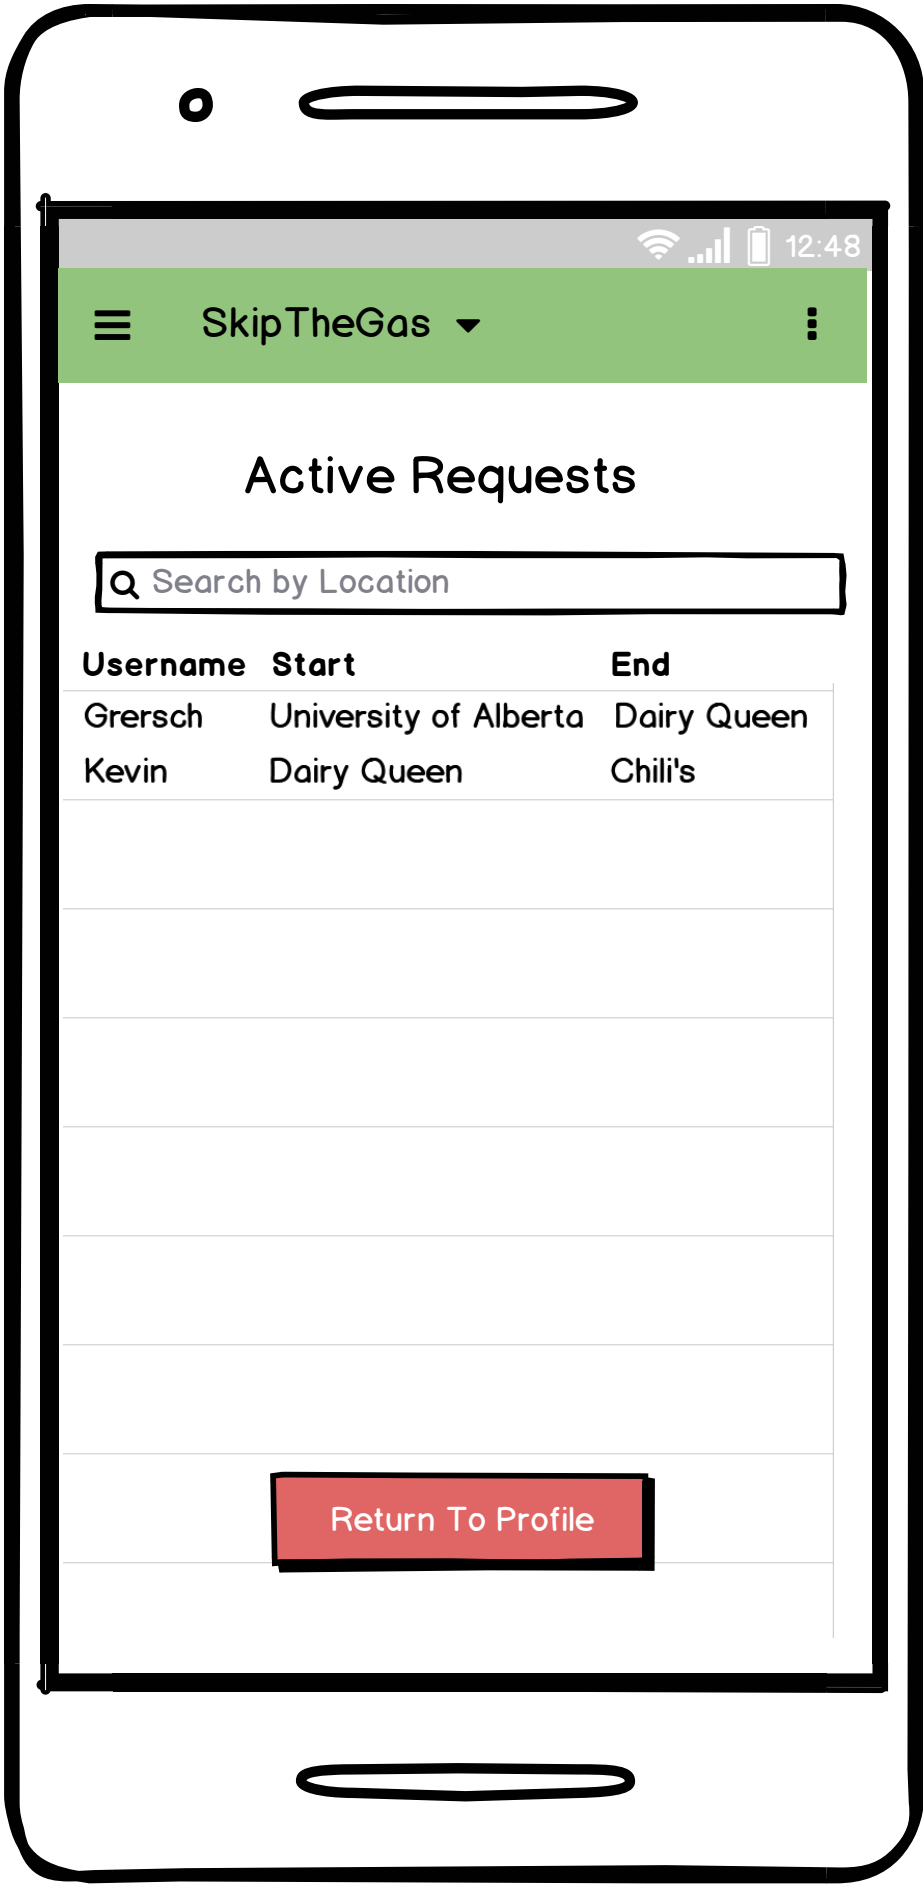 12:48
SkipTheGas
Active Requests
Search by Location
Username Start End
Grersch University of Alberta Dairy Queen
Kevin Dairy Queen Chili's
Return To Profile